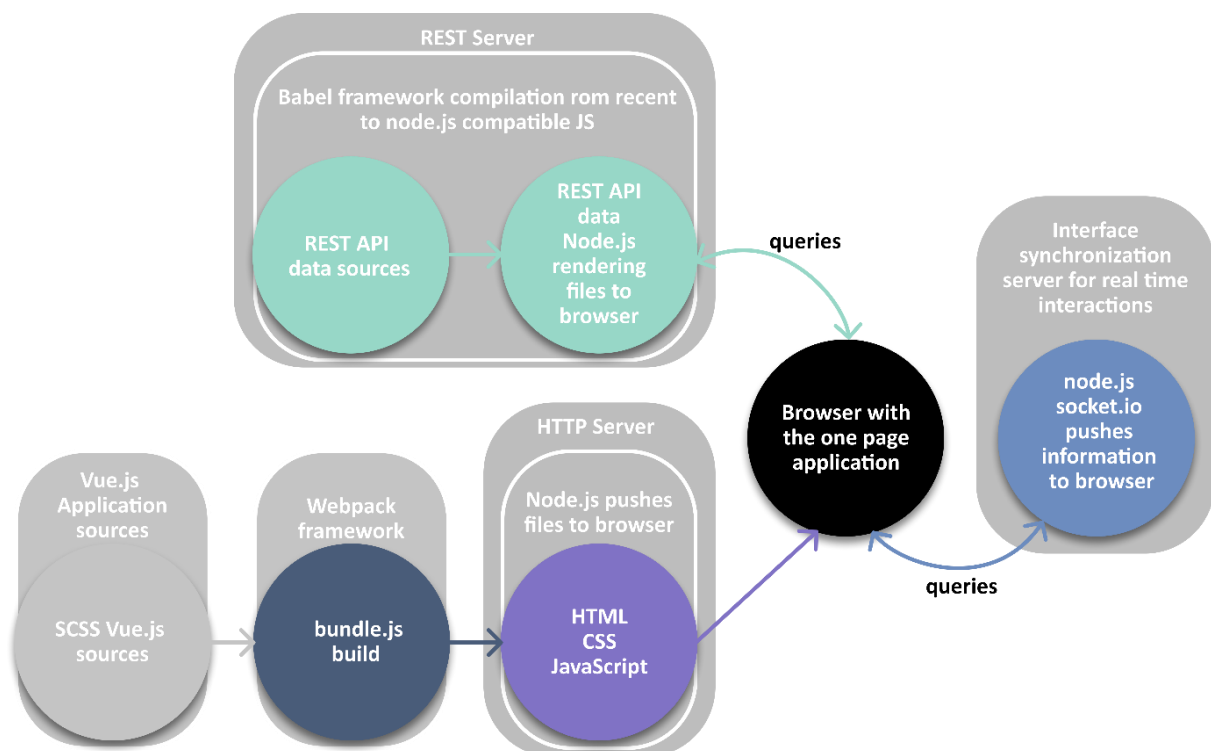 REST Server
Babel framework compilation rom recent
to node.js compatible JS
REST API
data sources
REST API
data
Node.js
rendering
files to
browser
queries
Interface
synchronization
server for real time
interactions
node.js
socket.io
pushes
information
to browser
Browser with
the one page
application
queries
HTTP Server
Node.js pushes
files to browser
HTML
CSS
JavaScript
Webpack
framework
bundle.js
build
Vue.js
Application
sources
SCSS Vue.js
sources